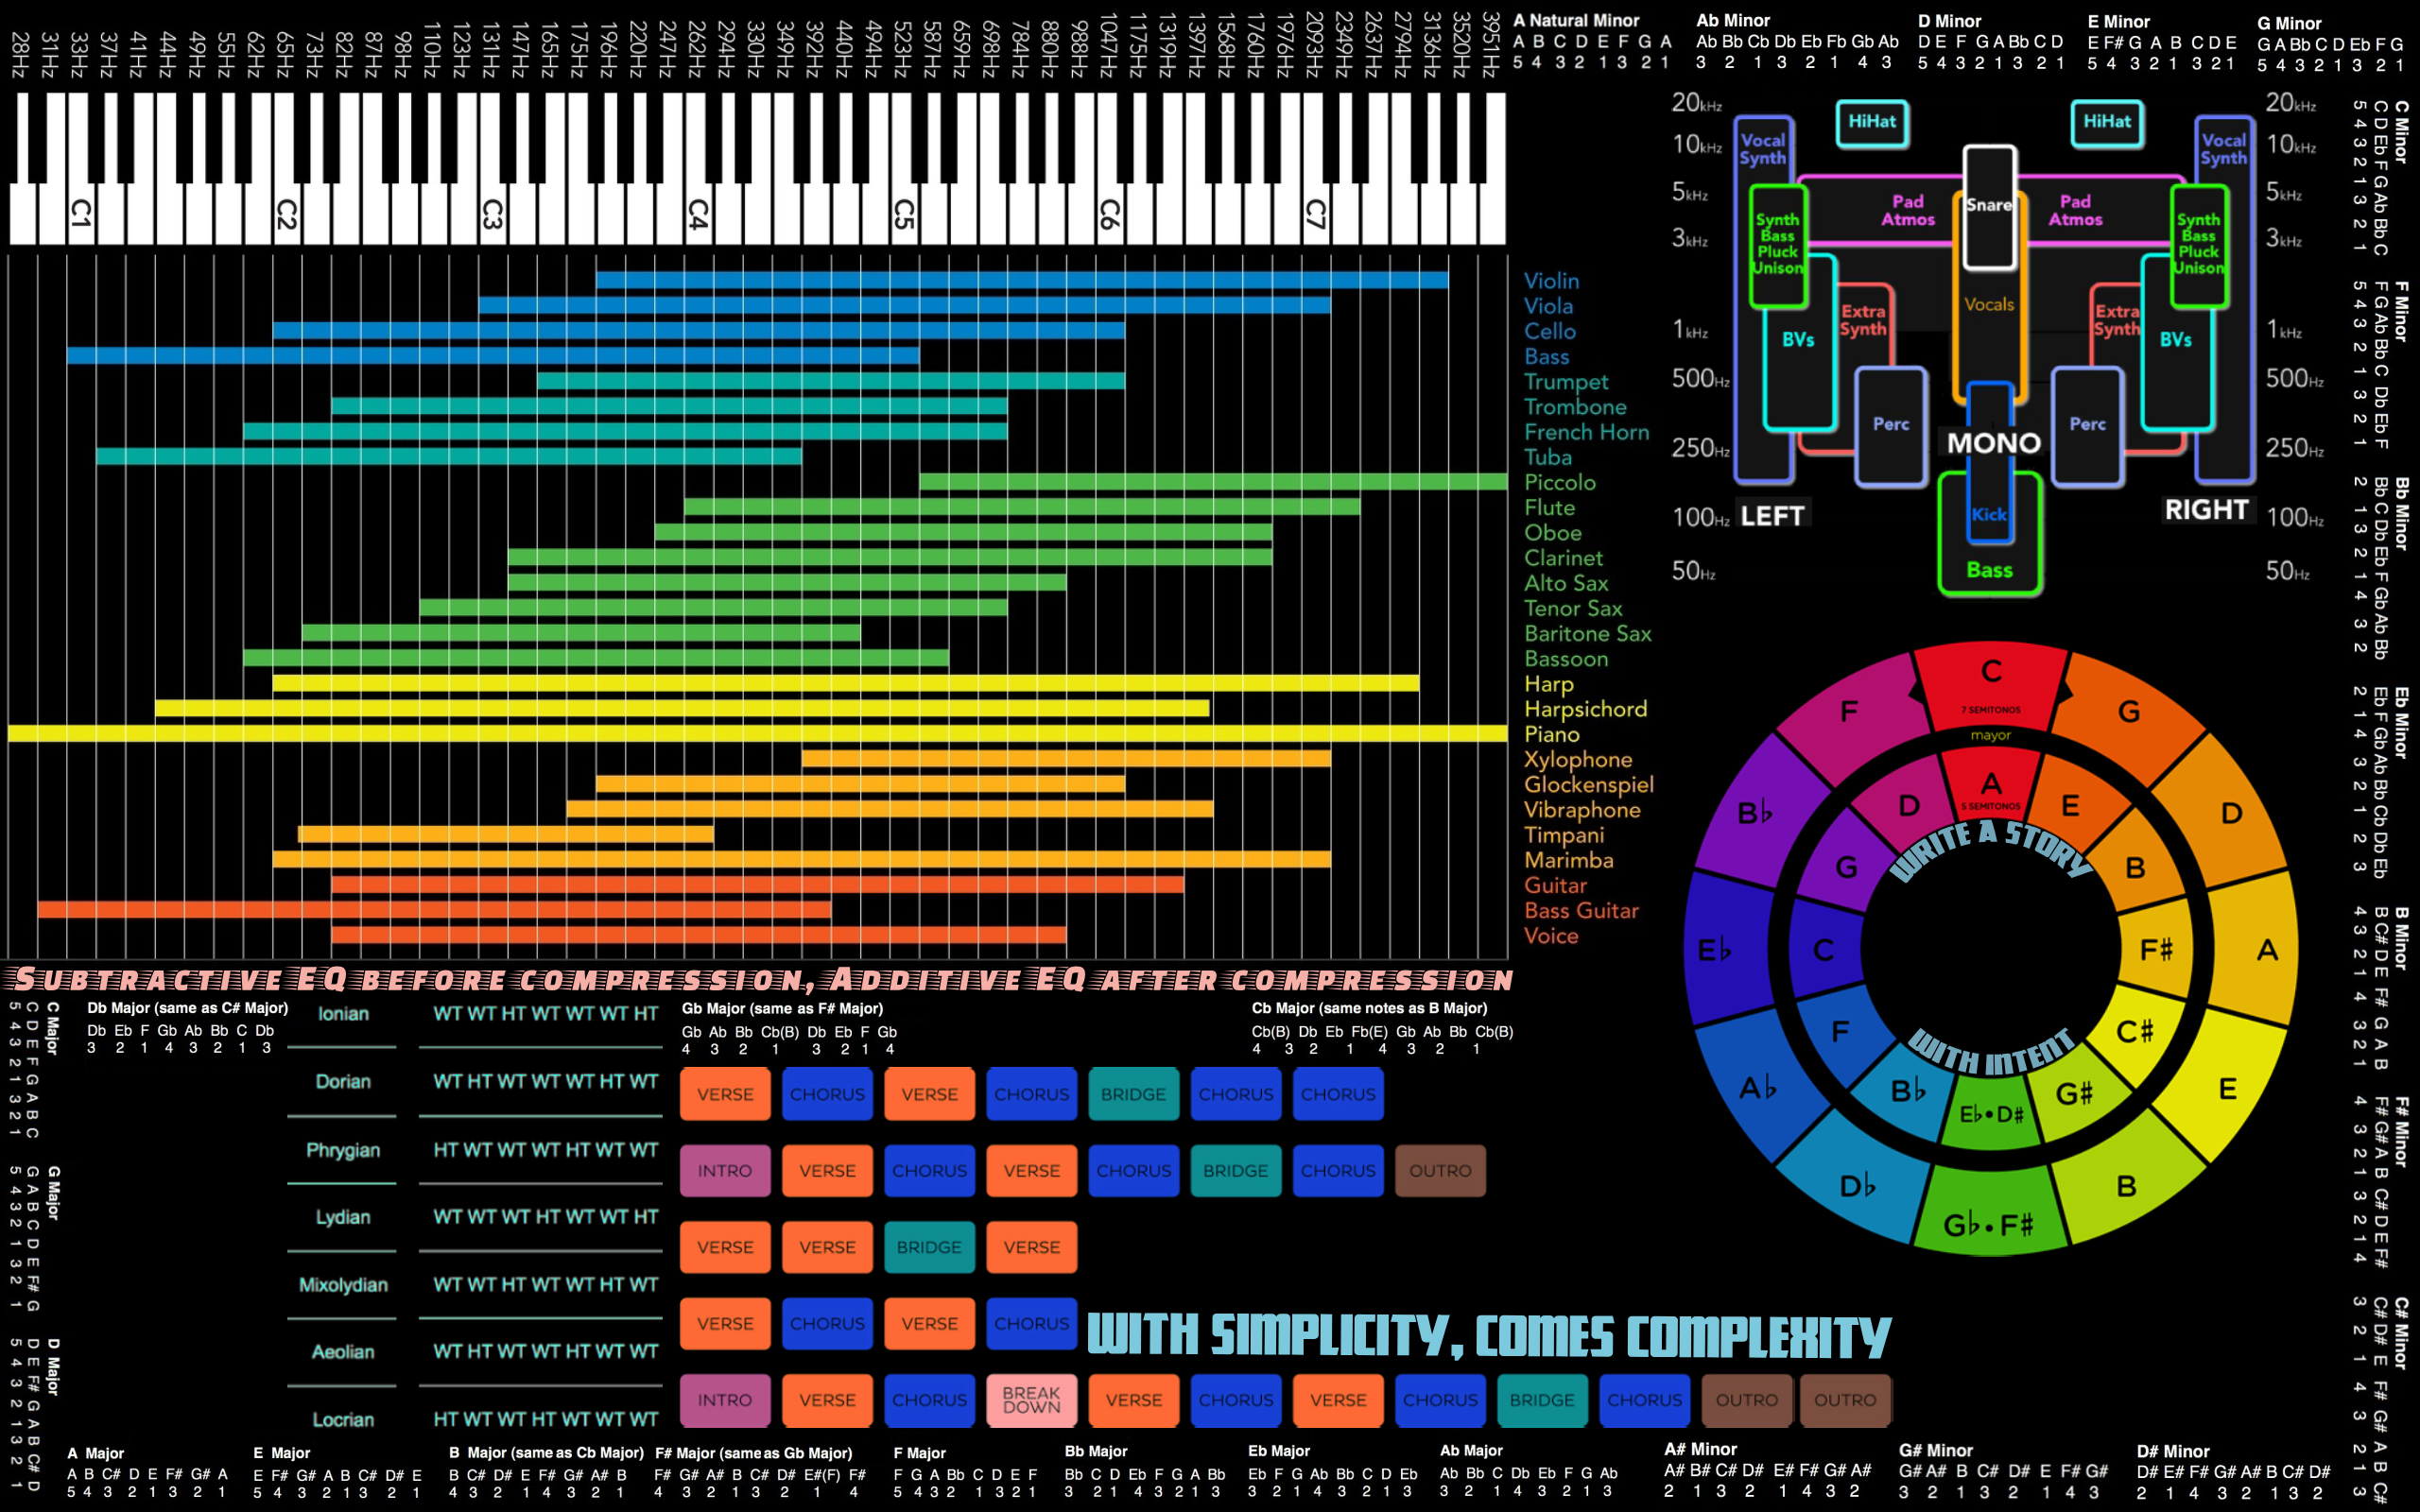 28Hz 31Hz 33Hz 37Hz 41Hz 44Hz 49Hz 55Hz 62Hz 65Hz 73Hz 82Hz 87Hz 98Hz 110Hz 123Hz 131Hz 147Hz 165Hz 175Hz 196Hz 220Hz 247Hz 262Hz 294Hz 330Hz 349Hz 392Hz 440Hz 494Hz 523Hz 587Hz 659Hz 698Hz 784Hz 880Hz 988Hz 1047Hz 1175Hz 1319Hz 1397Hz 1568Hz 1760Hz 1976Hz 2093Hz 2349Hz 2637Hz 2794Hz 3136Hz 3520Hz 3951Hz
C1 C2 C3 C4 C5 C6 C7
A Natural Minor
A B C D E F G A
5 4 3 2 1 3 2 1
Ab Minor
Ab Bb Cb Db Eb Fb Gb Ab
3 2 1 3 2 1 4 3
D Minor
D E F G A Bb C D
5 4 3 2 1 3 2 1
E Minor
E F# G A B C D E
5 4 3 2 1 3 2 1
G Minor
G A Bb C D Eb F G
5 4 3 2 1 3 2 1
Violin
Viola
Cello
Bass
Trumpet
Trombone
French Horn
Tuba
Piccolo
Flute
Oboe
Clarinet
Alto Sax
Tenor Sax
Baritone Sax
Bassoon
Harp
Harpsichord
Piano
Xylophone
Glockenspiel
Vibraphone
Timpani
Marimba
Guitar
Bass Guitar
Voice
20kHz
10kHz
5kHz
3kHz
1kHz
500Hz
250Hz
100Hz
50Hz
Vocal
Synth
HiHat
HiHat
Vocal
Synth
Synth
Bass
Pluck
Unison
Pad
Atmos
Snare
Pad
Atmos
Synth
Bass
Pluck
Unison
Extra
Synth
Vocals
Extra
Synth
BVs
BVs
Perc
Perc
MONO
LEFT
RIGHT
Kick
Bass
20kHz
10kHz
5kHz
3kHz
1kHz
500Hz
250Hz
100Hz
50Hz
C Minor
C D Eb F G Ab Bb C
5 4 3 2 1 3 2 1
F Minor
F G Ab Bb C Db Eb F
5 4 3 2 1 3 2 1
Bb Minor
Bb C Db Eb F Gb Ab Bb
2 1 3 2 1 4 3 2
Eb Minor
Eb F Gb Ab Bb Cb Db Eb
2 1 4 3 2 1 2 3
B Minor
B C# D E F# G A B
4 3 2 1 4 3 2 1
F# Minor
F# G# A B C# D E F#
4 3 2 1 3 2 1 4
C# Minor
C# D# E F# G# A B C#
3 2 1 4 3 2 1 3
C
7 SEMITONOS
mayor
G
D
A
E
B
G♭•F#
D♭
A♭
E♭
B♭
F
A
5 SEMITONOS
E
B
F#
C#
G#
E♭•D#
B♭
F
C
G
D
WRITE A STORY
WITH INTENT
SUBTRACTIVE EQ BEFORE COMPRESSION, ADDITIVE EQ AFTER COMPRESSION
C Major
C D E F G A B C
5 4 3 2 1 3 2 1
G Major
G A B C D E F# G
5 4 3 2 1 3 2 1
D Major
D E F# G A B C# D
5 4 3 2 1 3 2 1
Db Major (same as C# Major)
Db Eb F Gb Ab Bb C Db
3 2 1 4 3 2 1 3
Ionian WT WT HT WT WT WT HT
Dorian WT HT WT WT WT HT WT
Phrygian HT WT WT WT HT WT WT
Lydian WT WT WT HT WT WT HT
Mixolydian WT WT HT WT WT HT WT
Aeolian WT HT WT WT HT WT WT
Locrian HT WT WT HT WT WT WT
Gb Major (same as F# Major)
Gb Ab Bb Cb(B) Db Eb F Gb
4 3 2 1 3 2 1 4
Cb Major (same notes as B Major)
Cb(B) Db Eb Fb(E) Gb Ab Bb Cb(B)
4 3 2 1 4 3 2 1
VERSE CHORUS VERSE CHORUS BRIDGE CHORUS CHORUS
INTRO VERSE CHORUS VERSE CHORUS BRIDGE CHORUS OUTRO
VERSE VERSE BRIDGE VERSE
VERSE CHORUS VERSE CHORUS
WITH SIMPLICITY, COMES COMPLEXITY
INTRO VERSE CHORUS BREAK DOWN VERSE CHORUS VERSE CHORUS BRIDGE CHORUS OUTRO OUTRO
A Major
A B C# D E F# G# A
5 4 3 2 1 3 2 1
E Major
E F# G# A B C# D# E
5 4 3 2 1 3 2 1
B Major (same as Cb Major)
B C# D# E F# G# A# B
4 3 2 1 4 3 2 1
F# Major (same as Gb Major)
F# G# A# B C# D# E#(F) F#
4 3 2 1 3 2 1 4
F Major
F G A Bb C D E F
5 4 3 2 1 3 2 1
Bb Major
Bb C D Eb F G A Bb
3 2 1 4 3 2 1 3
Eb Major
Eb F G Ab Bb C D Eb
3 2 1 4 3 2 1 3
Ab Major
Ab Bb C Db Eb F G Ab
3 2 1 4 3 2 1 3
A# Minor
A# B# C# D# E# F# G# A#
2 1 3 2 1 4 3 2
G# Minor
G# A# B C# D# E F# G#
3 2 1 3 2 1 4 3
D# Minor
D# E# F# G# A# B C# D#
2 1 4 3 2 1 3 2